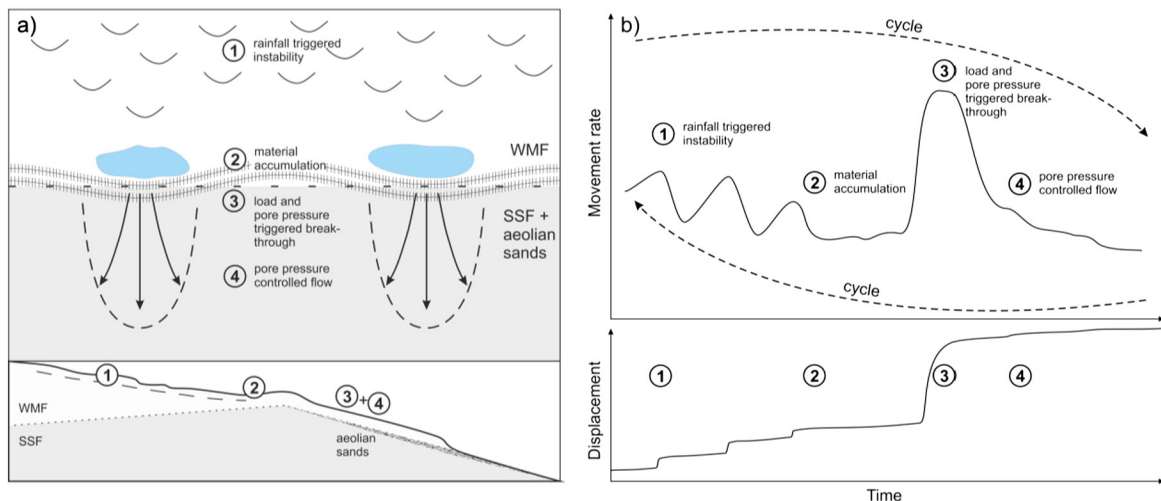 a)
1
rainfall triggered
instability
2
material
accumulation
WMF
3
load and
pore pressure
triggered break-
through
SSF +
aeolian
sands
4
pore pressure
controlled flow
1
2
3+4
WMF
SSF
aeolian
sands
b)
cycle
Movement rate
1
rainfall triggered
instability
2
material
accumulation
3
load and
pore pressure
triggered break-
through
4
pore pressure
controlled flow
cycle
Displacement
1
2
3
4
Time